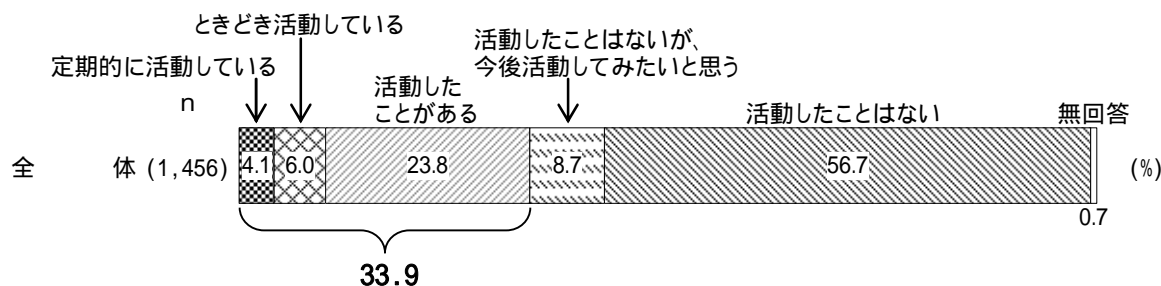 ときどき活動している
活動したことはないが、
今後活動してみたいと思う
定期的に活動している
活動した
ことがある
活動したことはない
無回答
n
全 体 (1,456)
4.1
6.0
23.8
8.7
56.7
(%)
0.7
33.9